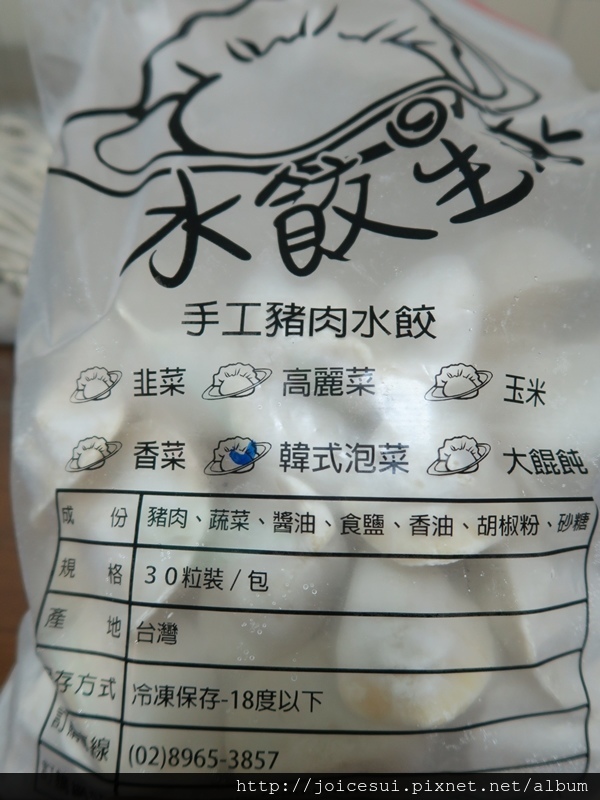 水餃星
手工豬肉水餃
韭菜 高麗菜 玉米
香菜 韓式泡菜 大餛飩
成份 豬肉、蔬菜、醬油、食鹽、香油、胡椒粉、砂糖
規格 30粒裝/包
產地 台灣
存方式 冷凍保存-18度以下
訂 線 (02)8965-3857
http://joicesui.pixnet.net/album